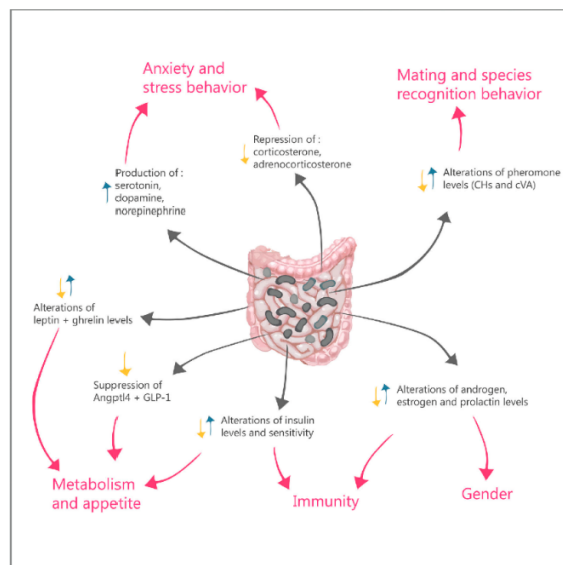 Anxiety and
stress behavior
Mating and species
recognition behavior
Repression of :
corticosterone,
adrenocorticosterone
Production of :
serotonin,
dopamine,
norepinephrine
Alterations of pheromone
levels (CHs and cVA)
Alterations of
leptin + ghrelin levels
Suppression of
Angptl4 + GLP-1
Alterations of insulin
levels and sensitivity
Alterations of androgen,
estrogen and prolactin levels
Metabolism
and appetite
Immunity
Gender